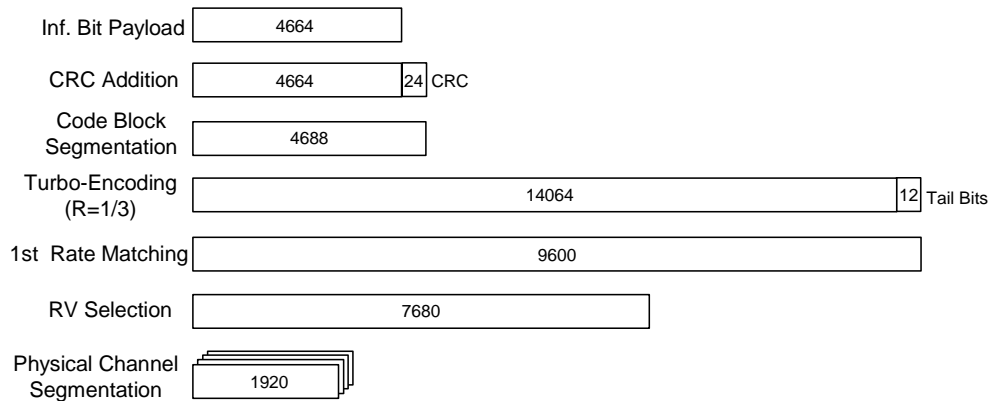 Inf. Bit Payload 4664
CRC Addition 4664 24 CRC
Code Block
Segmentation 4688
Turbo-Encoding
(R=1/3) 14064 12 Tail Bits
1st Rate Matching 9600
RV Selection 7680
Physical Channel
Segmentation 1920